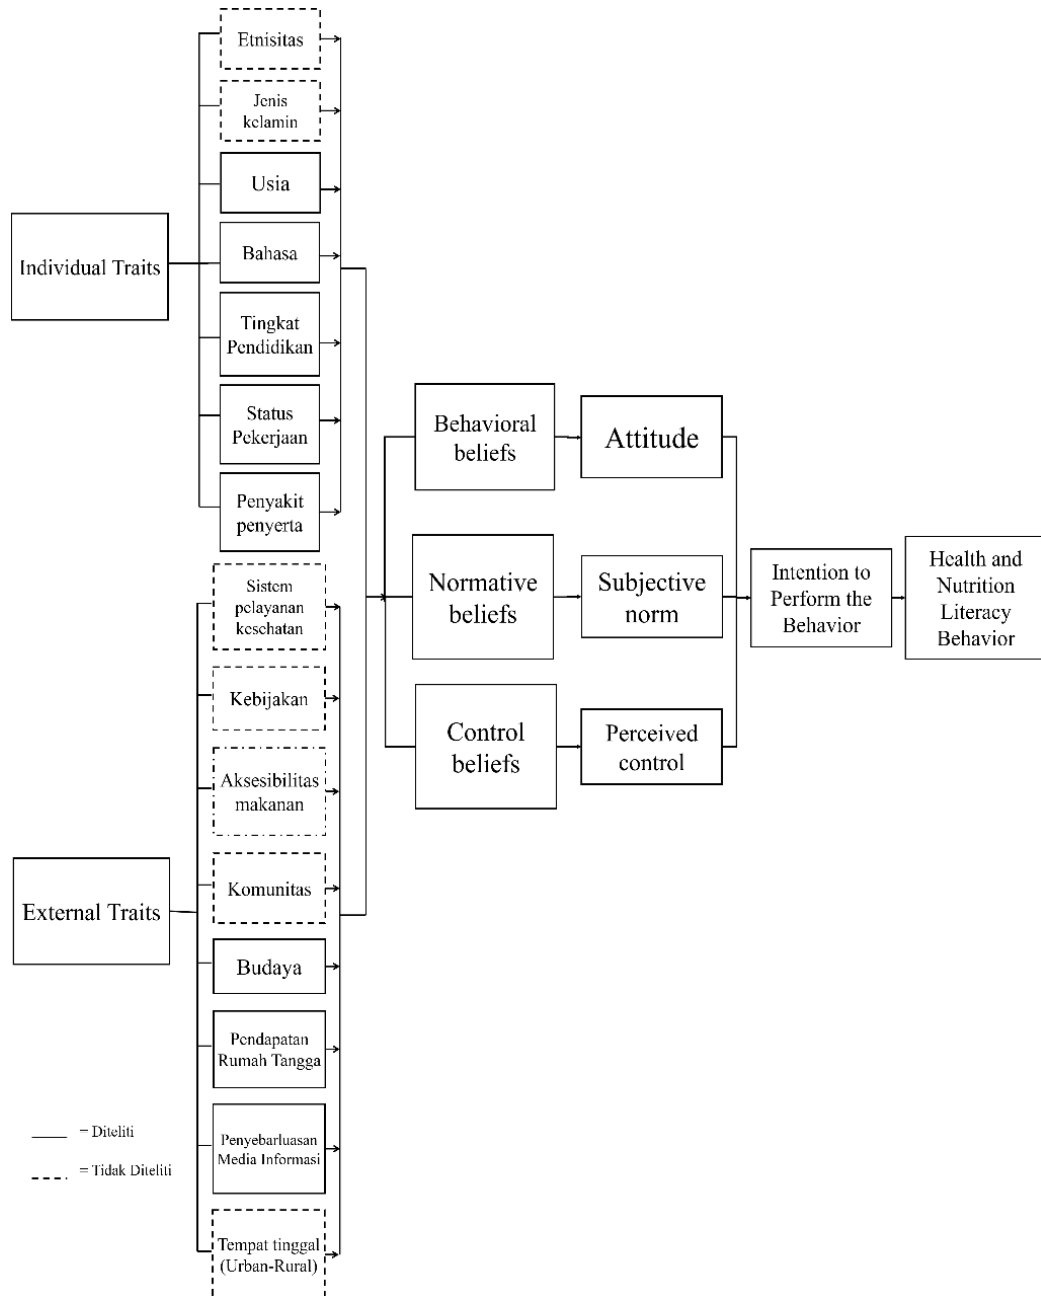 Etnisitas
Jenis
kelamin
Usia
Individual Traits
Bahasa
Tingkat
Pendidikan
Status
Pekerjaan
Penyakit
penyerta
Behavioral
beliefs
Attitude
Normative
beliefs
Subjective
norm
Intention to
Perform the
Behavior
Health and
Nutrition
Literacy
Behavior
Control
beliefs
Perceived
control
Sistem
pelayanan
kesehatan
Kebijakan
Aksesibilitas
makanan
Komunitas
External Traits
Budaya
Pendapatan
Rumah Tangga
Penyebarluasan
Media Informasi
Tempat tinggal
(Urban-Rural)
= Diteliti
= Tidak Diteliti